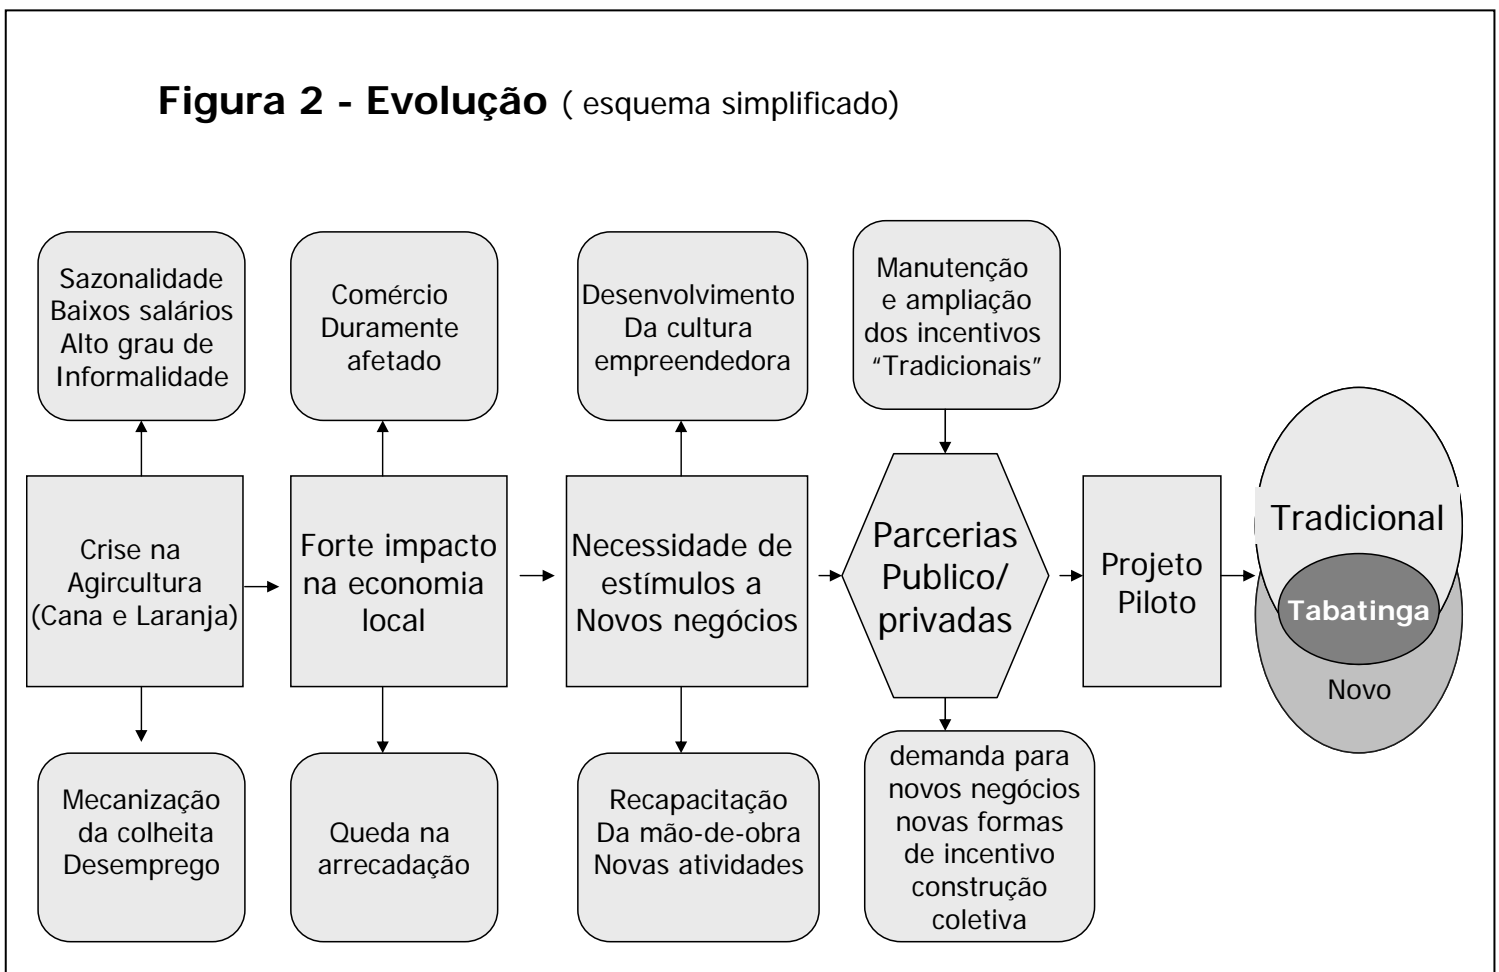 Figura 2 - Evolução ( esquema simplificado)
Sazonalidade
Baixos salários
Alto grau de
Informalidade
Comércio
Duramente
afetado
Desenvolvimento
Da cultura
empreendedora
Manutenção
e ampliação
dos incentivos
“Tradicionais”
Crise na
Agircultura
(Cana e Laranja)
Forte impacto
na economia
local
Necessidade de
estímulos a
Novos negócios
Parcerias
Publico/
privadas
Projeto
Piloto
Tradicional
Tabatinga
Novo
Mecanização
da colheita
Desemprego
Queda na
arrecadação
Recapacitação
Da mão-de-obra
Novas atividades
demanda para
novos negócios
novas formas
de incentivo
construção
coletiva